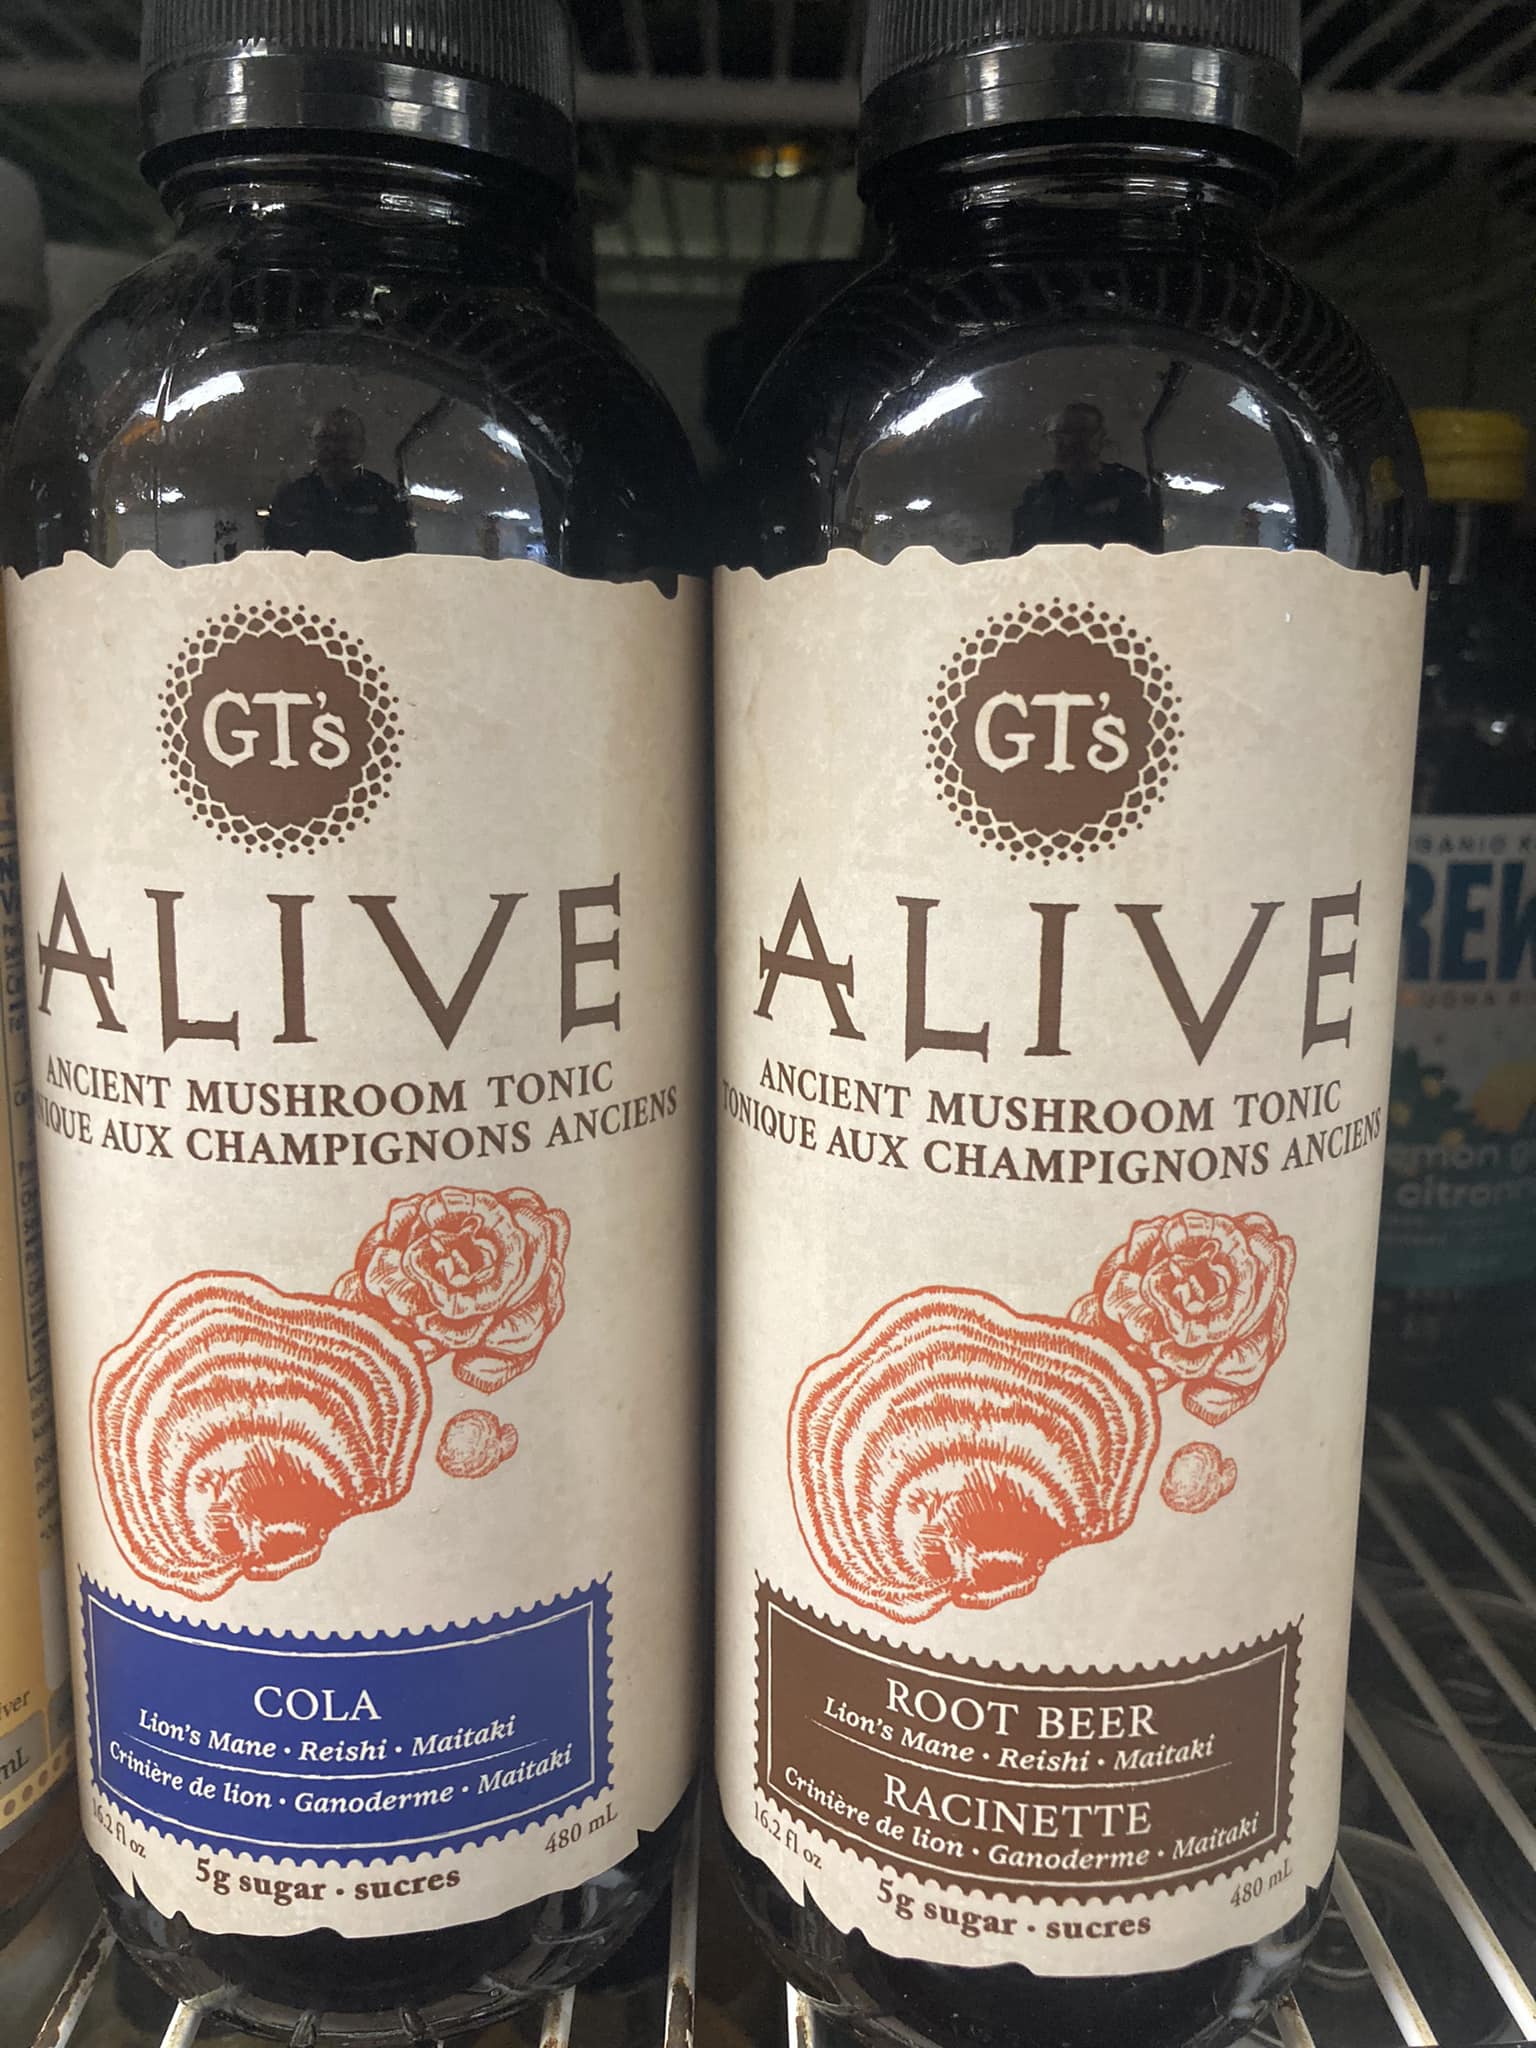 GT's
ALIVE
ANCIENT MUSHROOM TONIC
AUX CHAMPIGNONS ANCIENS
COLA
Lion's Mane • Reishi • Maitaki
Crinière de lion • Ganoderme • Maitaki
16.2 fl oz
480 mL
5g sugar • sucres
GT's
ALIVE
ANCIENT MUSHROOM TONIC
TONIQUE AUX CHAMPIGNONS ANCIENS
ROOT BEER
Lion's Mane • Reishi • Maitaki
RACINETTE
Crinière de lion • Ganoderme • Maitaki
16.2 fl oz
480 mL
5g sugar • sucres
mL